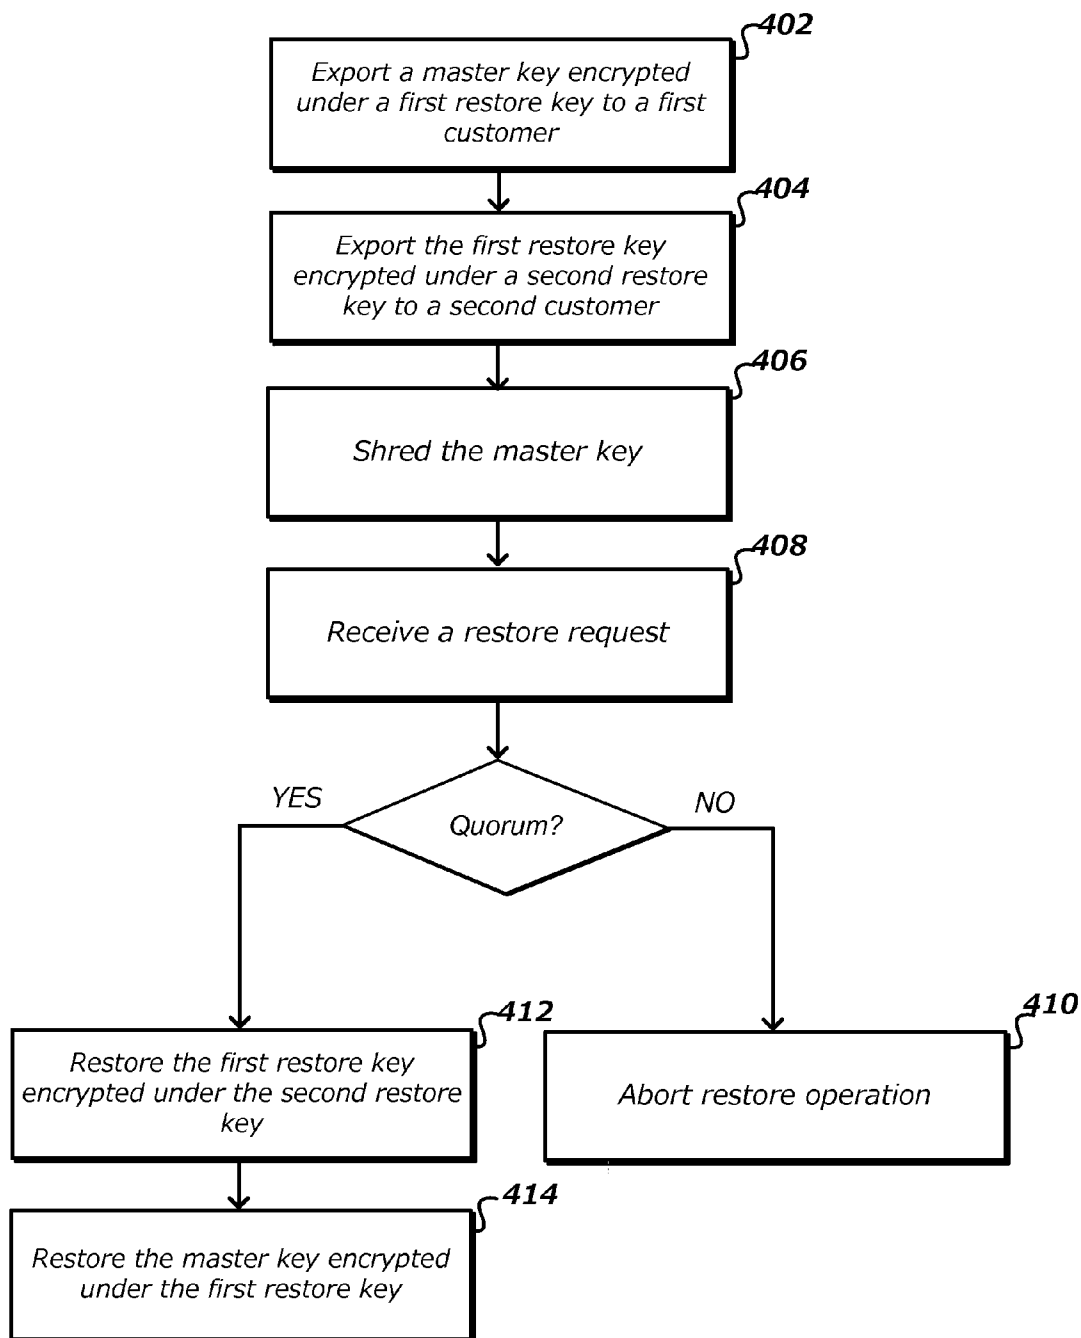 402
Export a master key encrypted
under a first restore key to a first
customer
404
Export the first restore key
encrypted under a second restore
key to a second customer
406
Shred the master key
408
Receive a restore request
YES
NO
Quorum?
412
410
Restore the first restore key
encrypted under the second restore
key
Abort restore operation
414
Restore the master key encrypted
under the first restore key